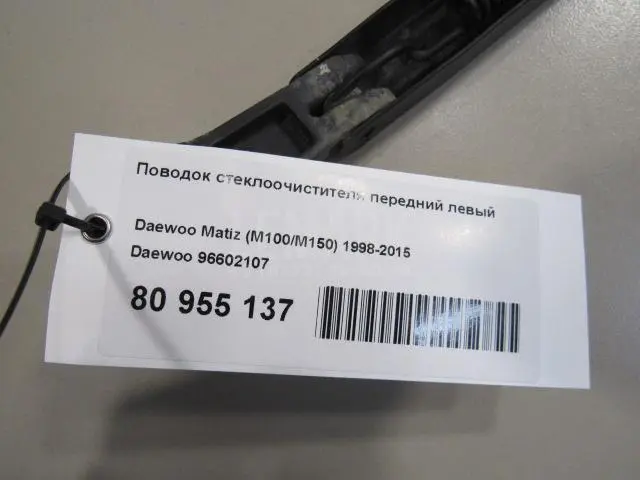 Поводок стеклоочистителя передний левый
Daewoo Matiz (M100/M150) 1998-2015
Daewoo 96602107
80 955 137